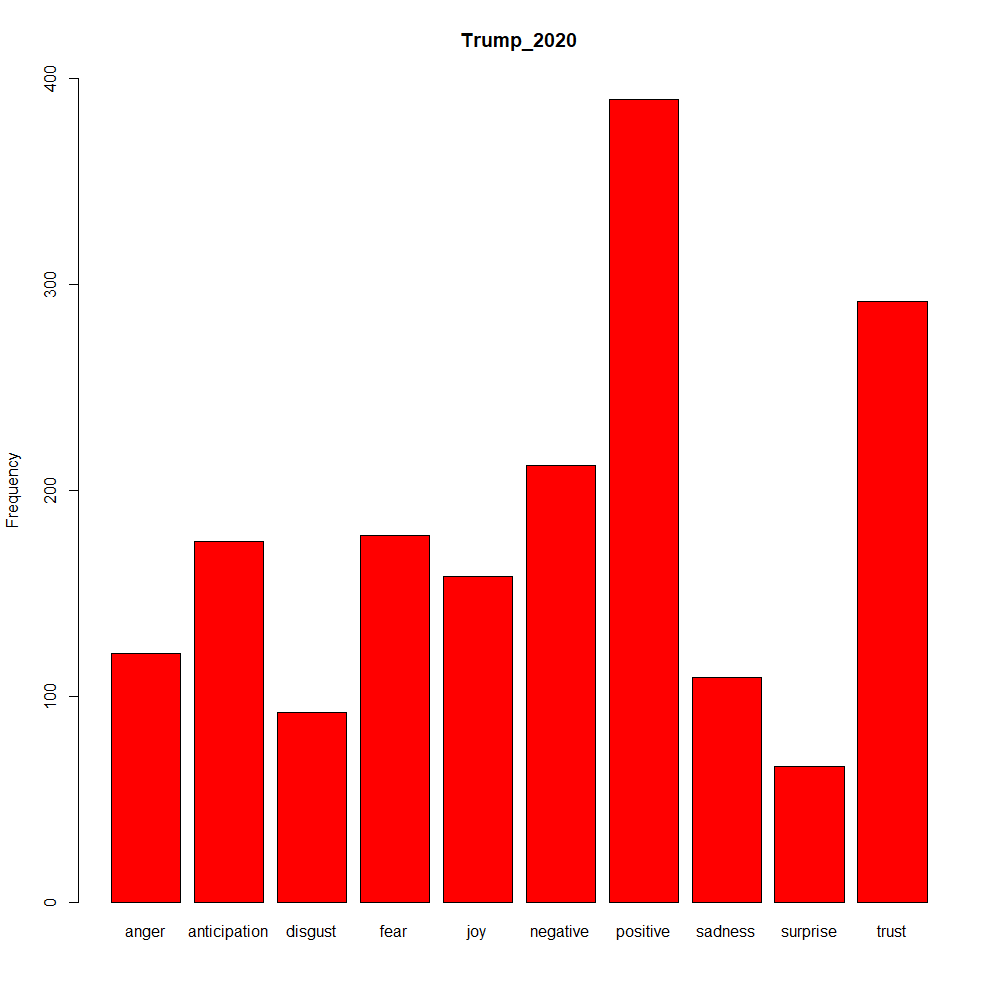 Trump_2020
Frequency
400
300
200
100
0
anger anticipation disgust fear joy negative positive sadness surprise trust